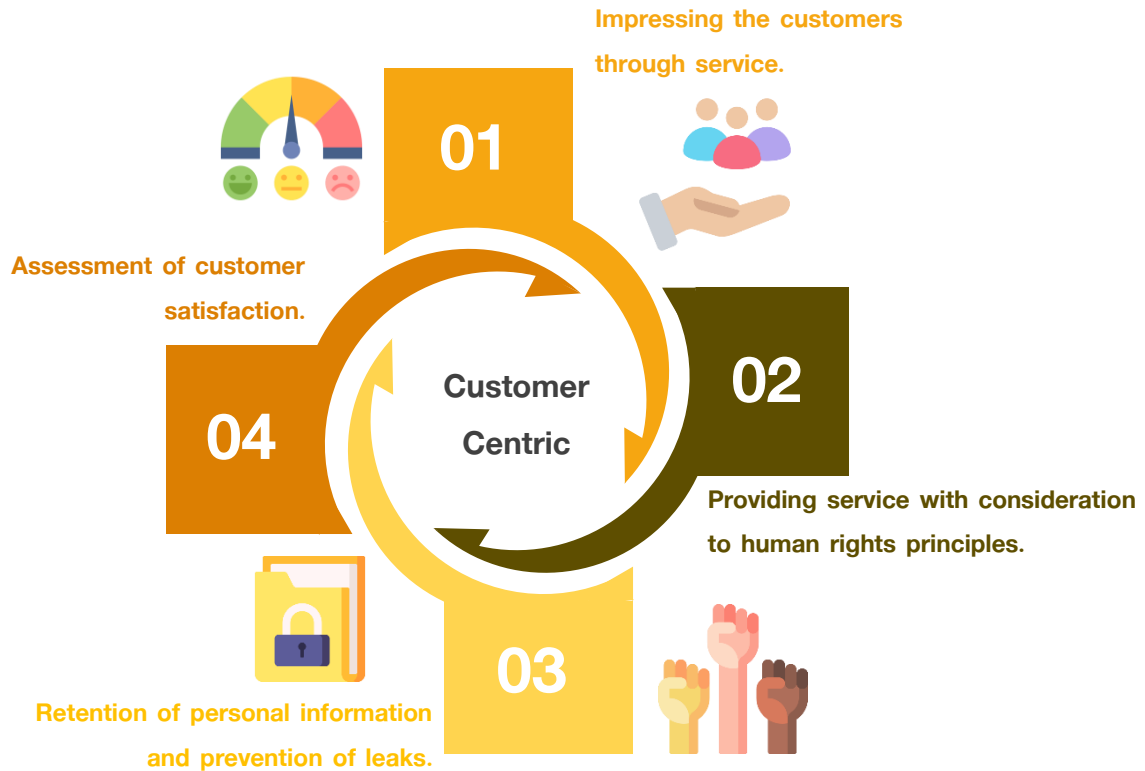 Impressing the customers
through service.
01
02
Providing service with consideration
to human rights principles.
03
Retention of personal information
and prevention of leaks.
04
Assessment of customer
satisfaction.
Customer
Centric